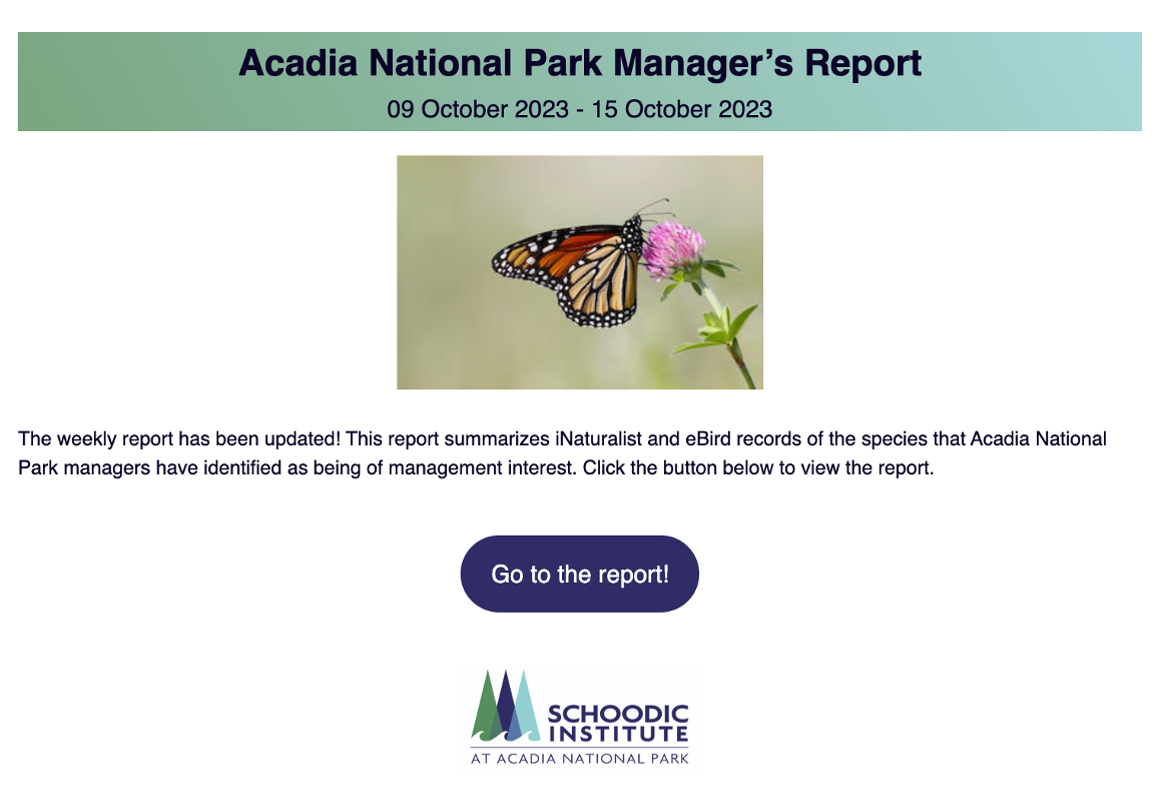 Acadia National Park Manager’s Report
09 October 2023 - 15 October 2023
The weekly report has been updated! This report summarizes iNaturalist and eBird records of the species that Acadia National
Park managers have identified as being of management interest. Click the button below to view the report.
Go to the report!
SCHOODIC
INSTITUTE
AT ACADIA NATIONAL PARK